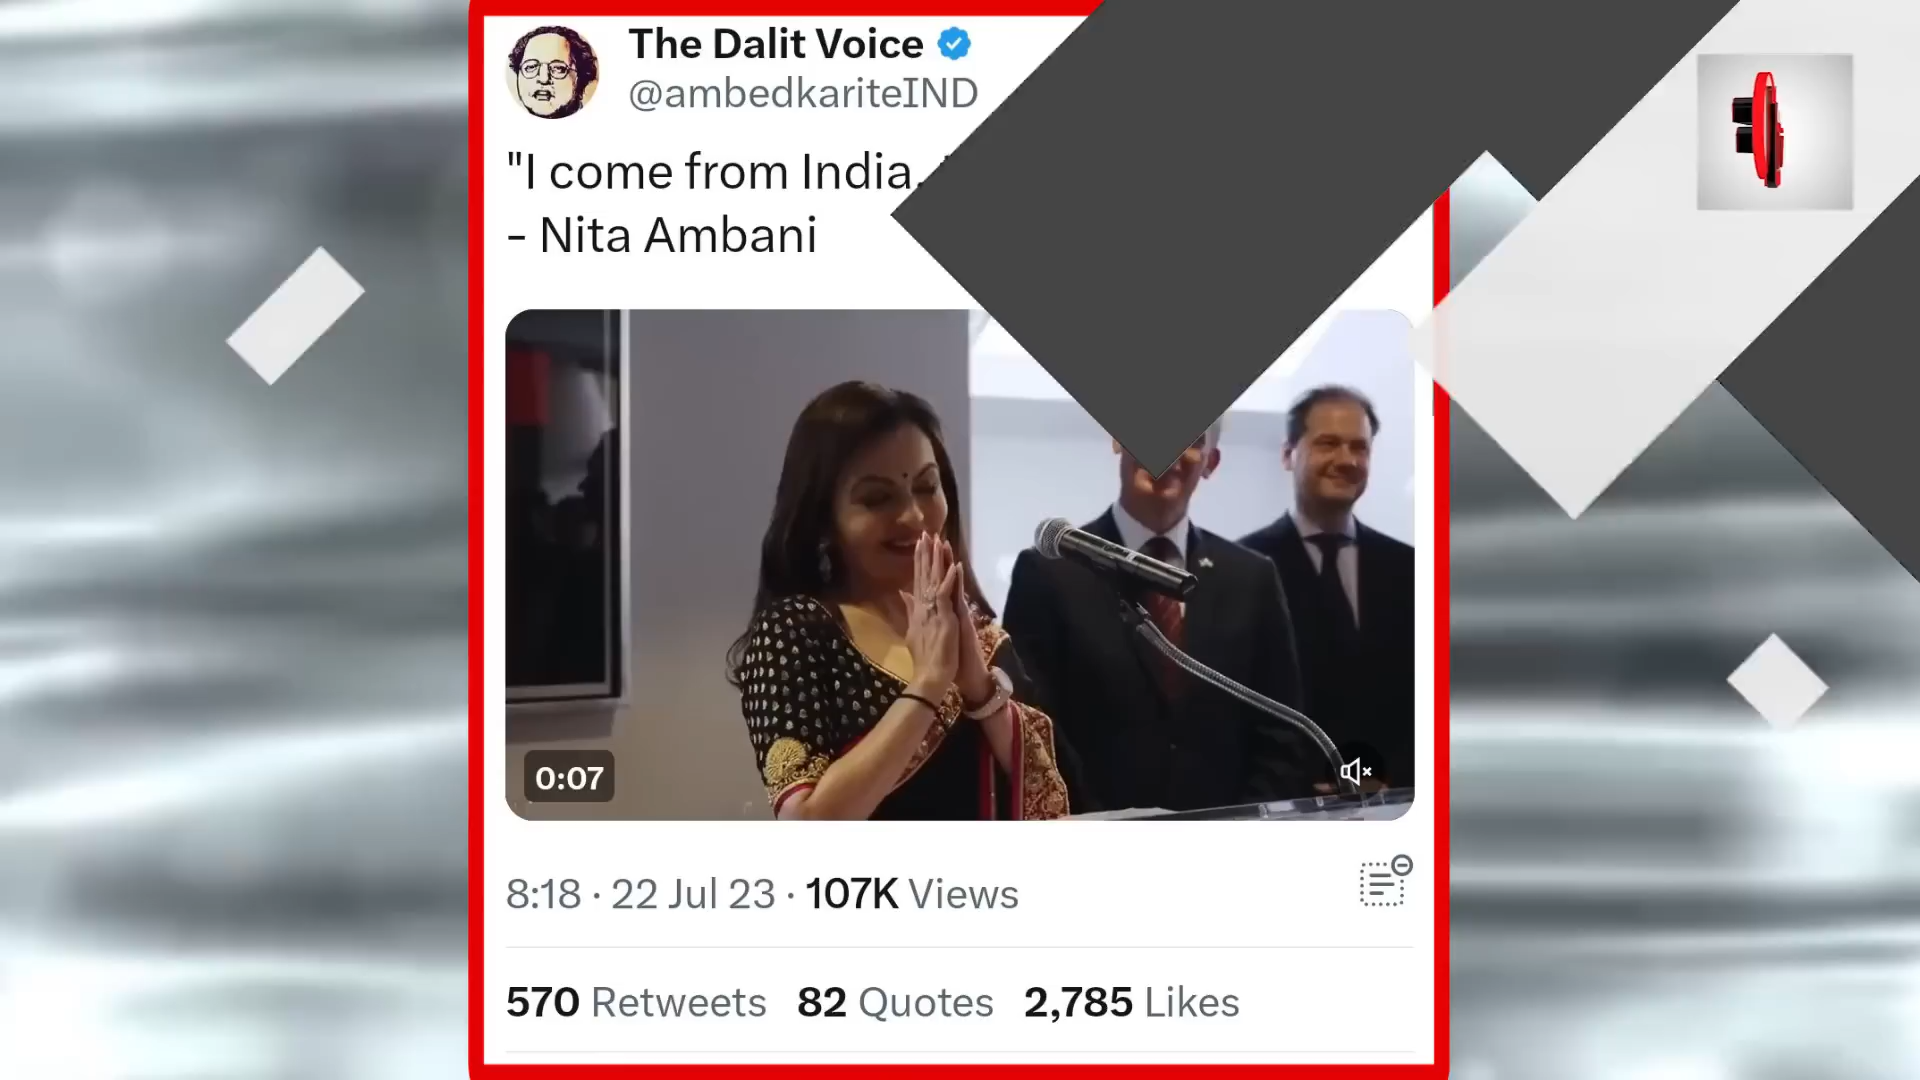 The Dalit Voice
@ambedkariteIND
"I come from India.
- Nita Ambani
0:07
8:18 · 22 Jul 23 · 107K Views
570 Retweets 82 Quotes 2,785 Likes